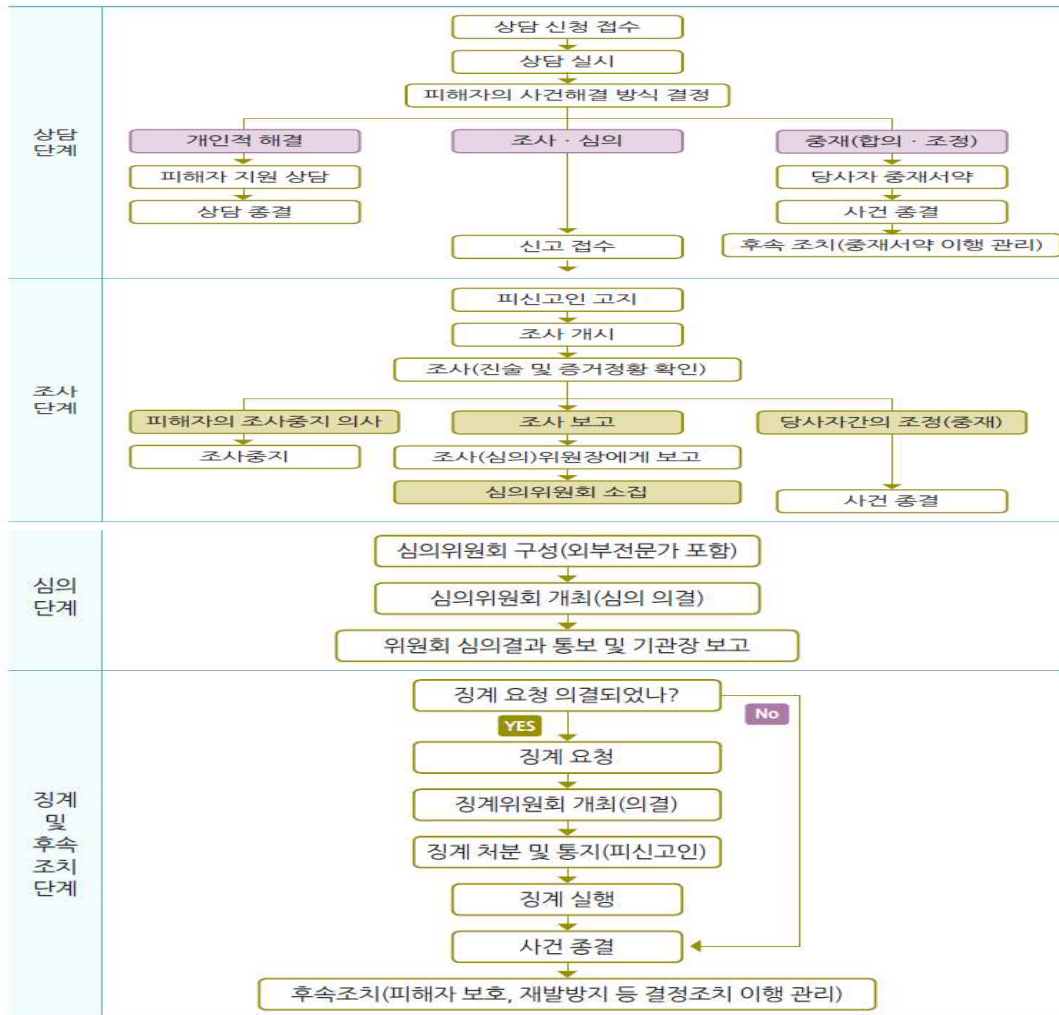 상담
단계
상담 신청 접수
상담 실시
피해자의 사건해결 방식 결정
개인적 해결
조사 · 심의
중재(합의 · 조정)
피해자 지원 상담
당사자 중재서약
상담 종결
사건 종결
신고 접수
후속 조치(중재서약 이행 관리)
조사
단계
피신고인 고지
조사 개시
조사(진술 및 증거정황 확인)
피해자의 조사중지 의사
조사 보고
당사자간의 조정(중재)
조사중지
조사(심의)위원장에게 보고
심의위원회 소집
사건 종결
심의
단계
심의위원회 구성(외부전문가 포함)
심의위원회 개최(심의 의결)
위원회 심의결과 통보 및 기관장 보고
징계
및
후속
조치
단계
징계 요청 의결되었나?
YES
No
징계 요청
징계위원회 개최(의결)
징계 처분 및 통지(피신고인)
징계 실행
사건 종결
후속조치(피해자 보호, 재발방지 등 결정조치 이행 관리)